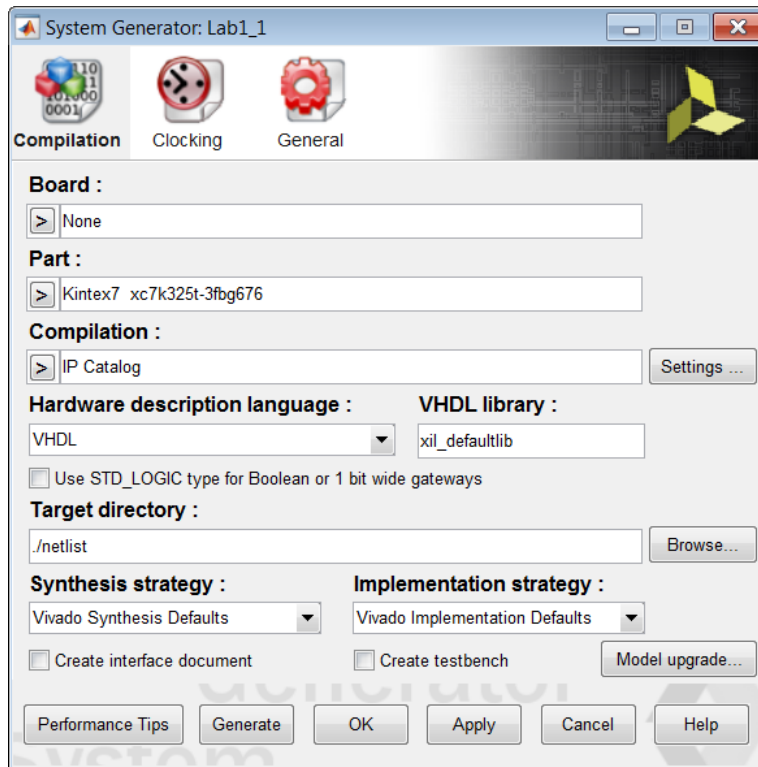 System Generator: Lab1_1
Compilation Clocking General
Board :
> None
Part :
> Kintex7 xc7k325t-3fbg676
Compilation :
> IP Catalog Settings ...
Hardware description language : VHDL library :
VHDL xil_defaultlib
Use STD_LOGIC type for Boolean or 1 bit wide gateways
Target directory :
./netlist Browse...
Synthesis strategy : Implementation strategy :
Vivado Synthesis Defaults Vivado Implementation Defaults
Create interface document Create testbench Model upgrade...
Performance Tips Generate OK Apply Cancel Help
System